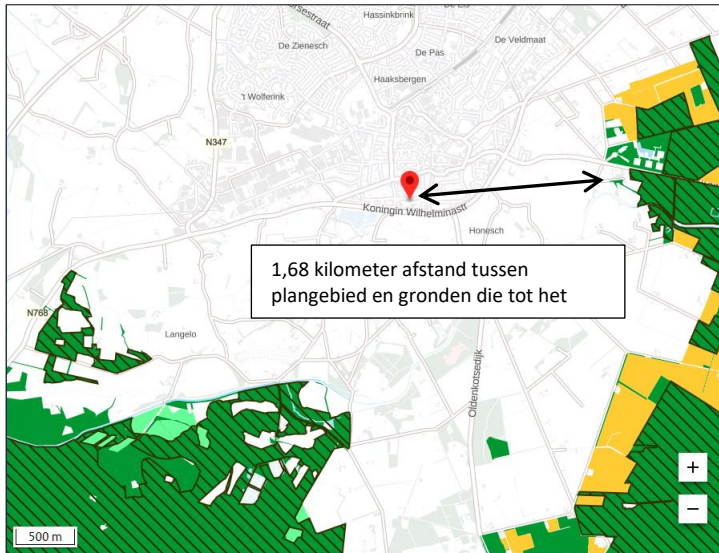 Hassinkbrink
De Zienesch
De Pas
De Veldmaat
Haaksbergen
't Wolferink
N347
Koningin Wilhelminastr
Honesch
1,68 kilometer afstand tussen
plangebied en gronden die tot het
N768
Langelo
Oldenkotsedijk
+
−
500 m